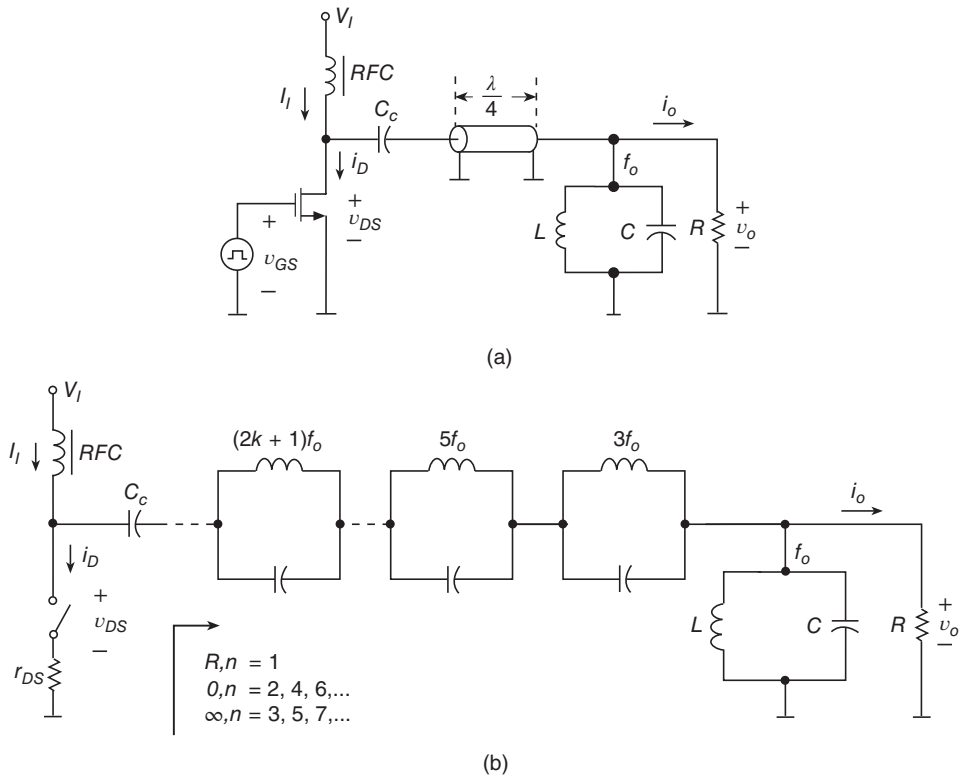 V_I
RFC
I_I
C_c
λ/4
i_o
i_D
f_o
+
v_DS
−
+
v_GS
−
L
C
R
+
v_o
−
(a)
V_I
I_I
RFC
C_c
(2k + 1)f_o
5f_o
3f_o
i_o
i_D
f_o
+
v_DS
−
r_DS
L
C
R
+
v_o
−
R,n = 1
0,n = 2, 4, 6,...
∞,n = 3, 5, 7,...
(b)